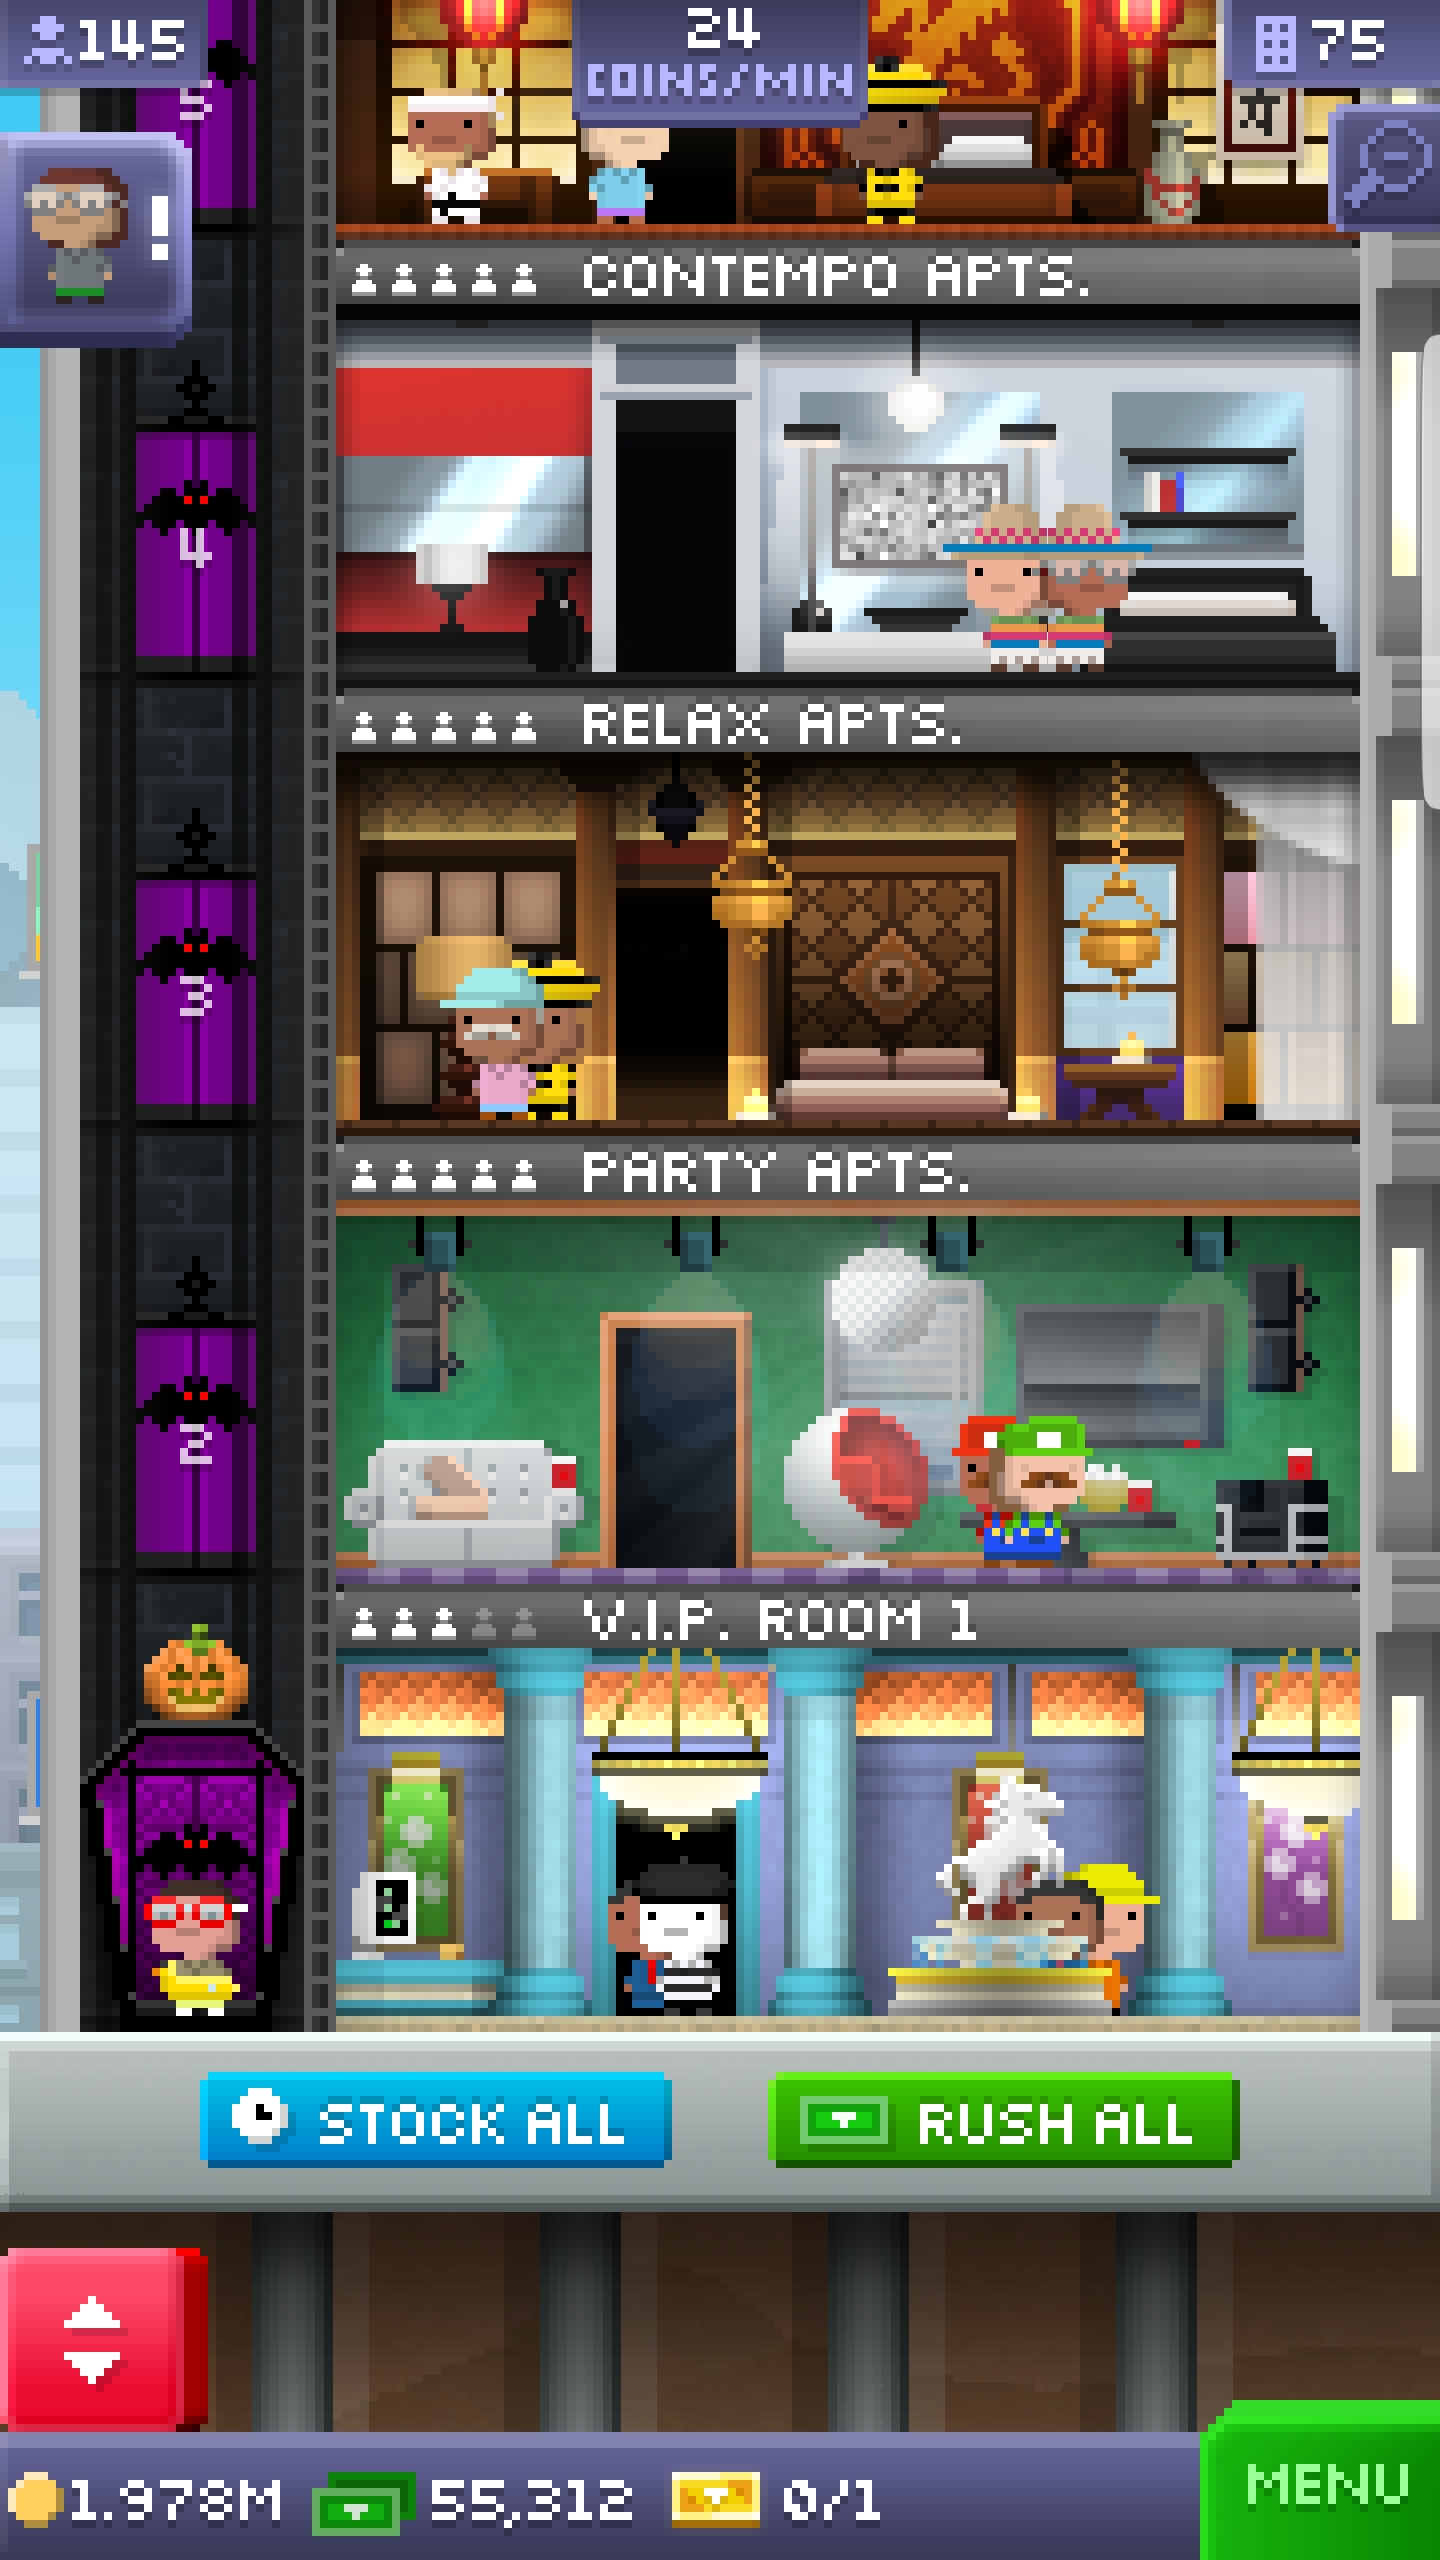 145
24
COINS/MIN
75
5
!
CONTEMPO APTS.
4
RELAX APTS.
3
PARTY APTS.
2
V.I.P. ROOM 1
STOCK ALL
RUSH ALL
1.978M
55,312
0/1
MENU